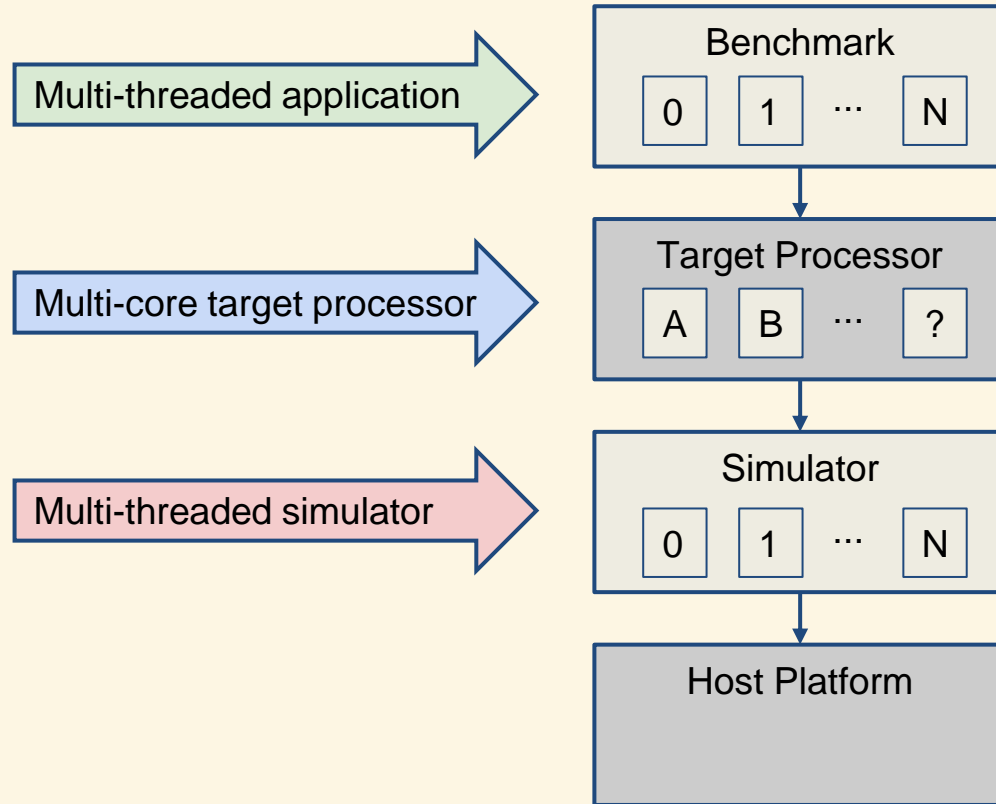 Multi-threaded application
Benchmark
0 1 ... N
Multi-core target processor
Target Processor
A B ... ?
Multi-threaded simulator
Simulator
0 1 ... N
Host Platform